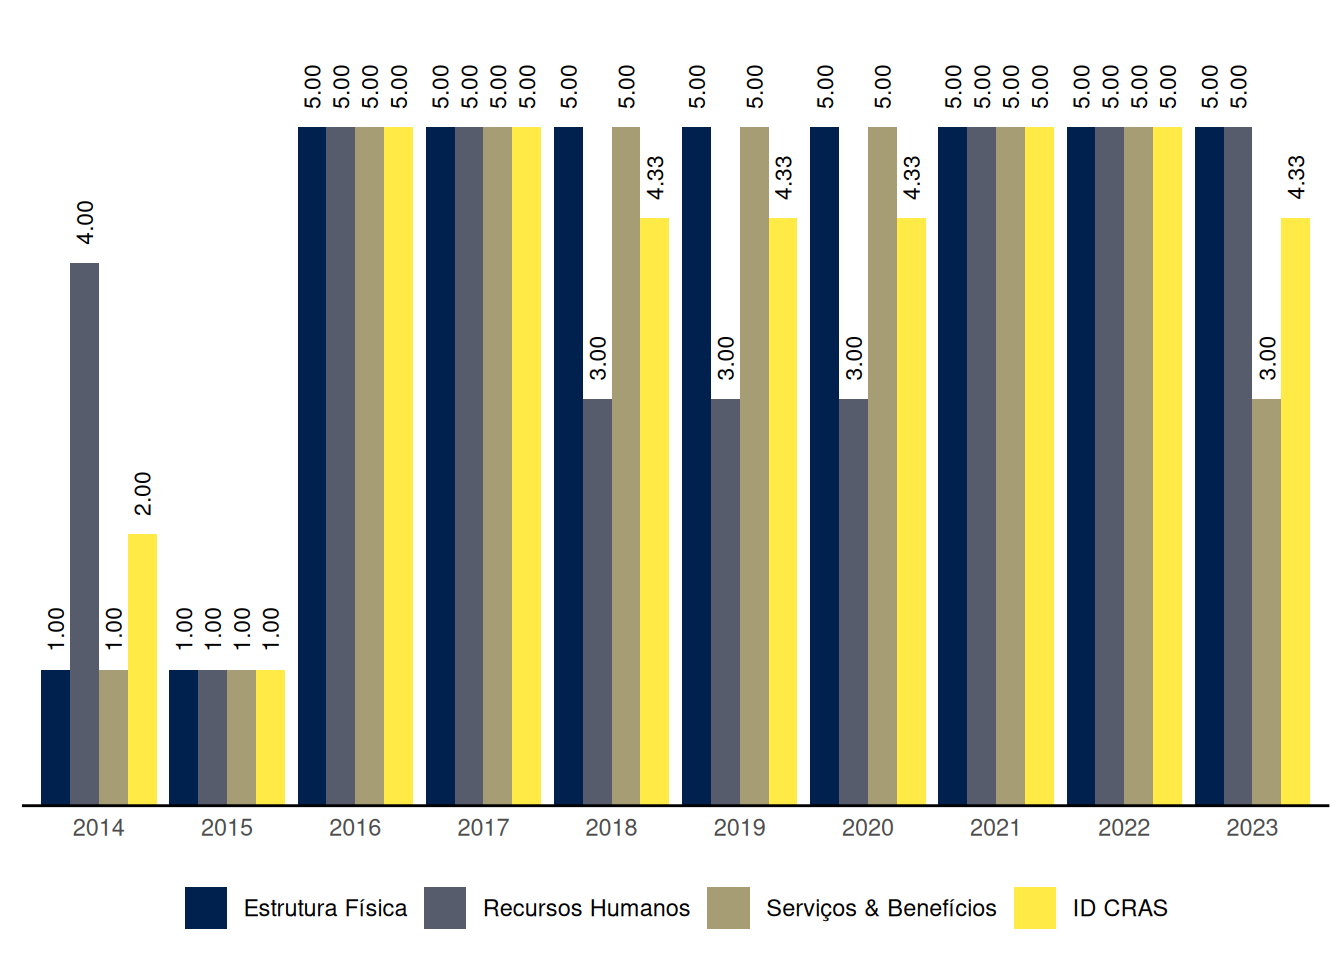 5.00 5.00 5.00 5.00 5.00 5.00 5.00 5.00 5.00 5.00 5.00 5.00 5.00 5.00 5.00 5.00 5.00 5.00 5.00 5.00 5.00 5.00 5.00 5.00
4.33 4.33 4.33 4.33
4.00
3.00 3.00 3.00 3.00
2.00
1.00 1.00 1.00 1.00 1.00 1.00
2014 2015 2016 2017 2018 2019 2020 2021 2022 2023
Estrutura Física Recursos Humanos Serviços & Benefícios ID CRAS